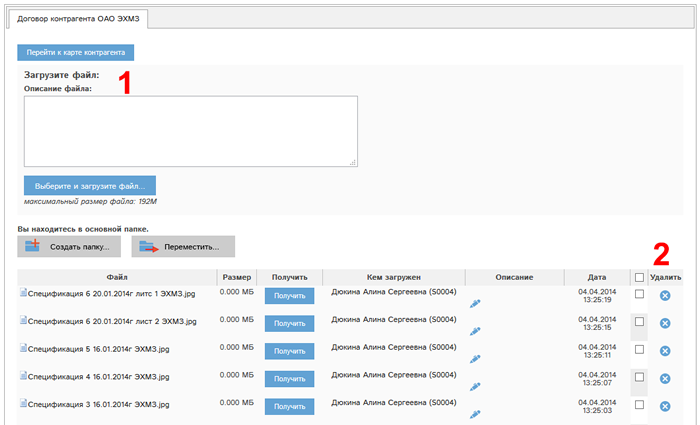 Договор контрагента ОАО ЭХМЗ
Перейти к карте контрагента
Загрузите файл:
1
Описание файла:
Выберите и загрузите файл...
максимальный размер файла: 192М
Вы находитесь в основной папке.
Создать папку... Переместить...
2
Файл Размер Получить Кем загружен Описание Дата Удалить
Спецификация 6 20.01.2014г литс 1 ЭХМЗ.jpg 0.000 МБ Получить Дюкина Алина Сергеевна (S0004) 04.04.2014
13:25:19
Спецификация 6 20.01.2014г лист 2 ЭХМЗ.jpg 0.000 МБ Получить Дюкина Алина Сергеевна (S0004) 04.04.2014
13:25:15
Спецификация 5 16.01.2014г ЭХМЗ.jpg 0.000 МБ Получить Дюкина Алина Сергеевна (S0004) 04.04.2014
13:25:11
Спецификация 4 16.01.2014г ЭХМЗ.jpg 0.000 МБ Получить Дюкина Алина Сергеевна (S0004) 04.04.2014
13:25:07
Спецификация 3 16.01.2014г ЭХМЗ.jpg 0.000 МБ Получить Дюкина Алина Сергеевна (S0004) 04.04.2014
13:25:03